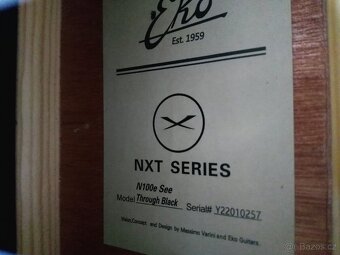 Eko
Est. 1959
NXT SERIES
N100e See
Model Through Black Serial# Y22010257
Vision, Concept and Design by Massimo Varini and Eko Guitars
Bazoš.cz